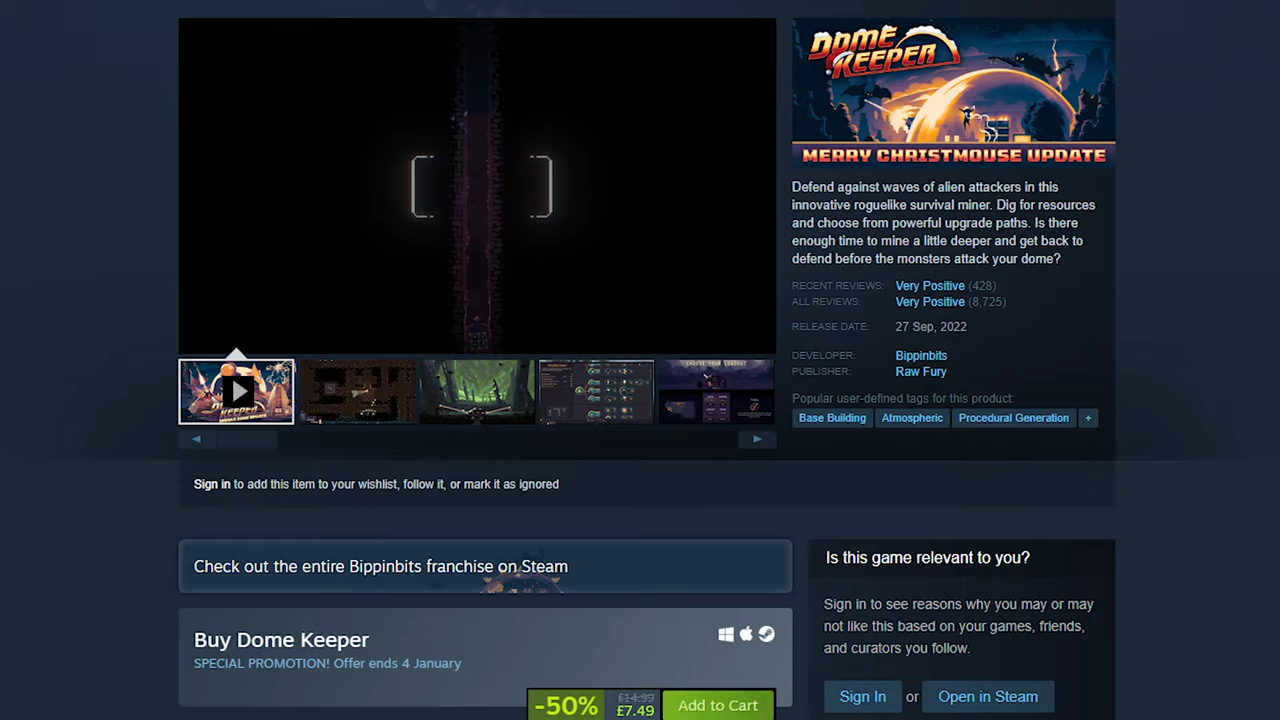 DOME
KEEPER
MERRY CHRISTMOUSE UPDATE
Defend against waves of alien attackers in this
innovative roguelike survival miner. Dig for resources
and choose from powerful upgrade paths. Is there
enough time to mine a little deeper and get back to
defend before the monsters attack your dome?
RECENT REVIEWS: Very Positive (428)
ALL REVIEWS: Very Positive (8,725)
RELEASE DATE: 27 Sep, 2022
DEVELOPER: Bippinbits
PUBLISHER: Raw Fury
Popular user-defined tags for this product:
Base Building Atmospheric Procedural Generation +
Sign in to add this item to your wishlist, follow it, or mark it as ignored
Check out the entire Bippinbits franchise on Steam
Buy Dome Keeper
SPECIAL PROMOTION! Offer ends 4 January
-50% £14.99 £7.49 Add to Cart
Is this game relevant to you?
Sign in to see reasons why you may or may
not like this based on your games, friends,
and curators you follow.
Sign In or Open in Steam